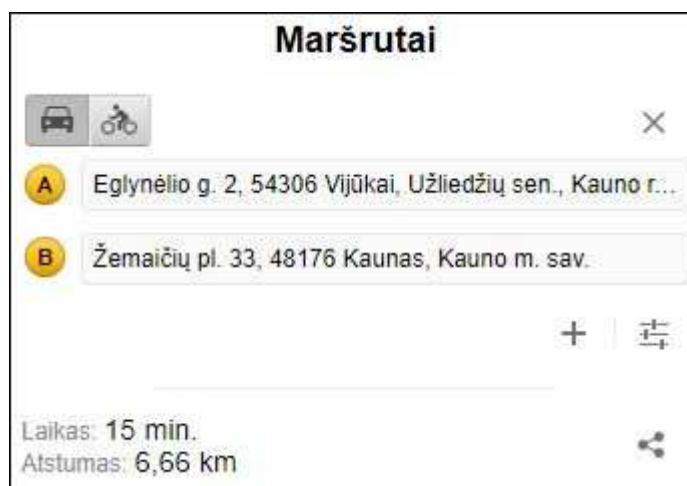 Maršrutai
A Eglynėlio g. 2, 54306 Vijūkai, Užliedžių sen., Kauno r...
B Žemaičių pl. 33, 48176 Kaunas, Kauno m. sav.
Laikas: 15 min.
Atstumas: 6,66 km